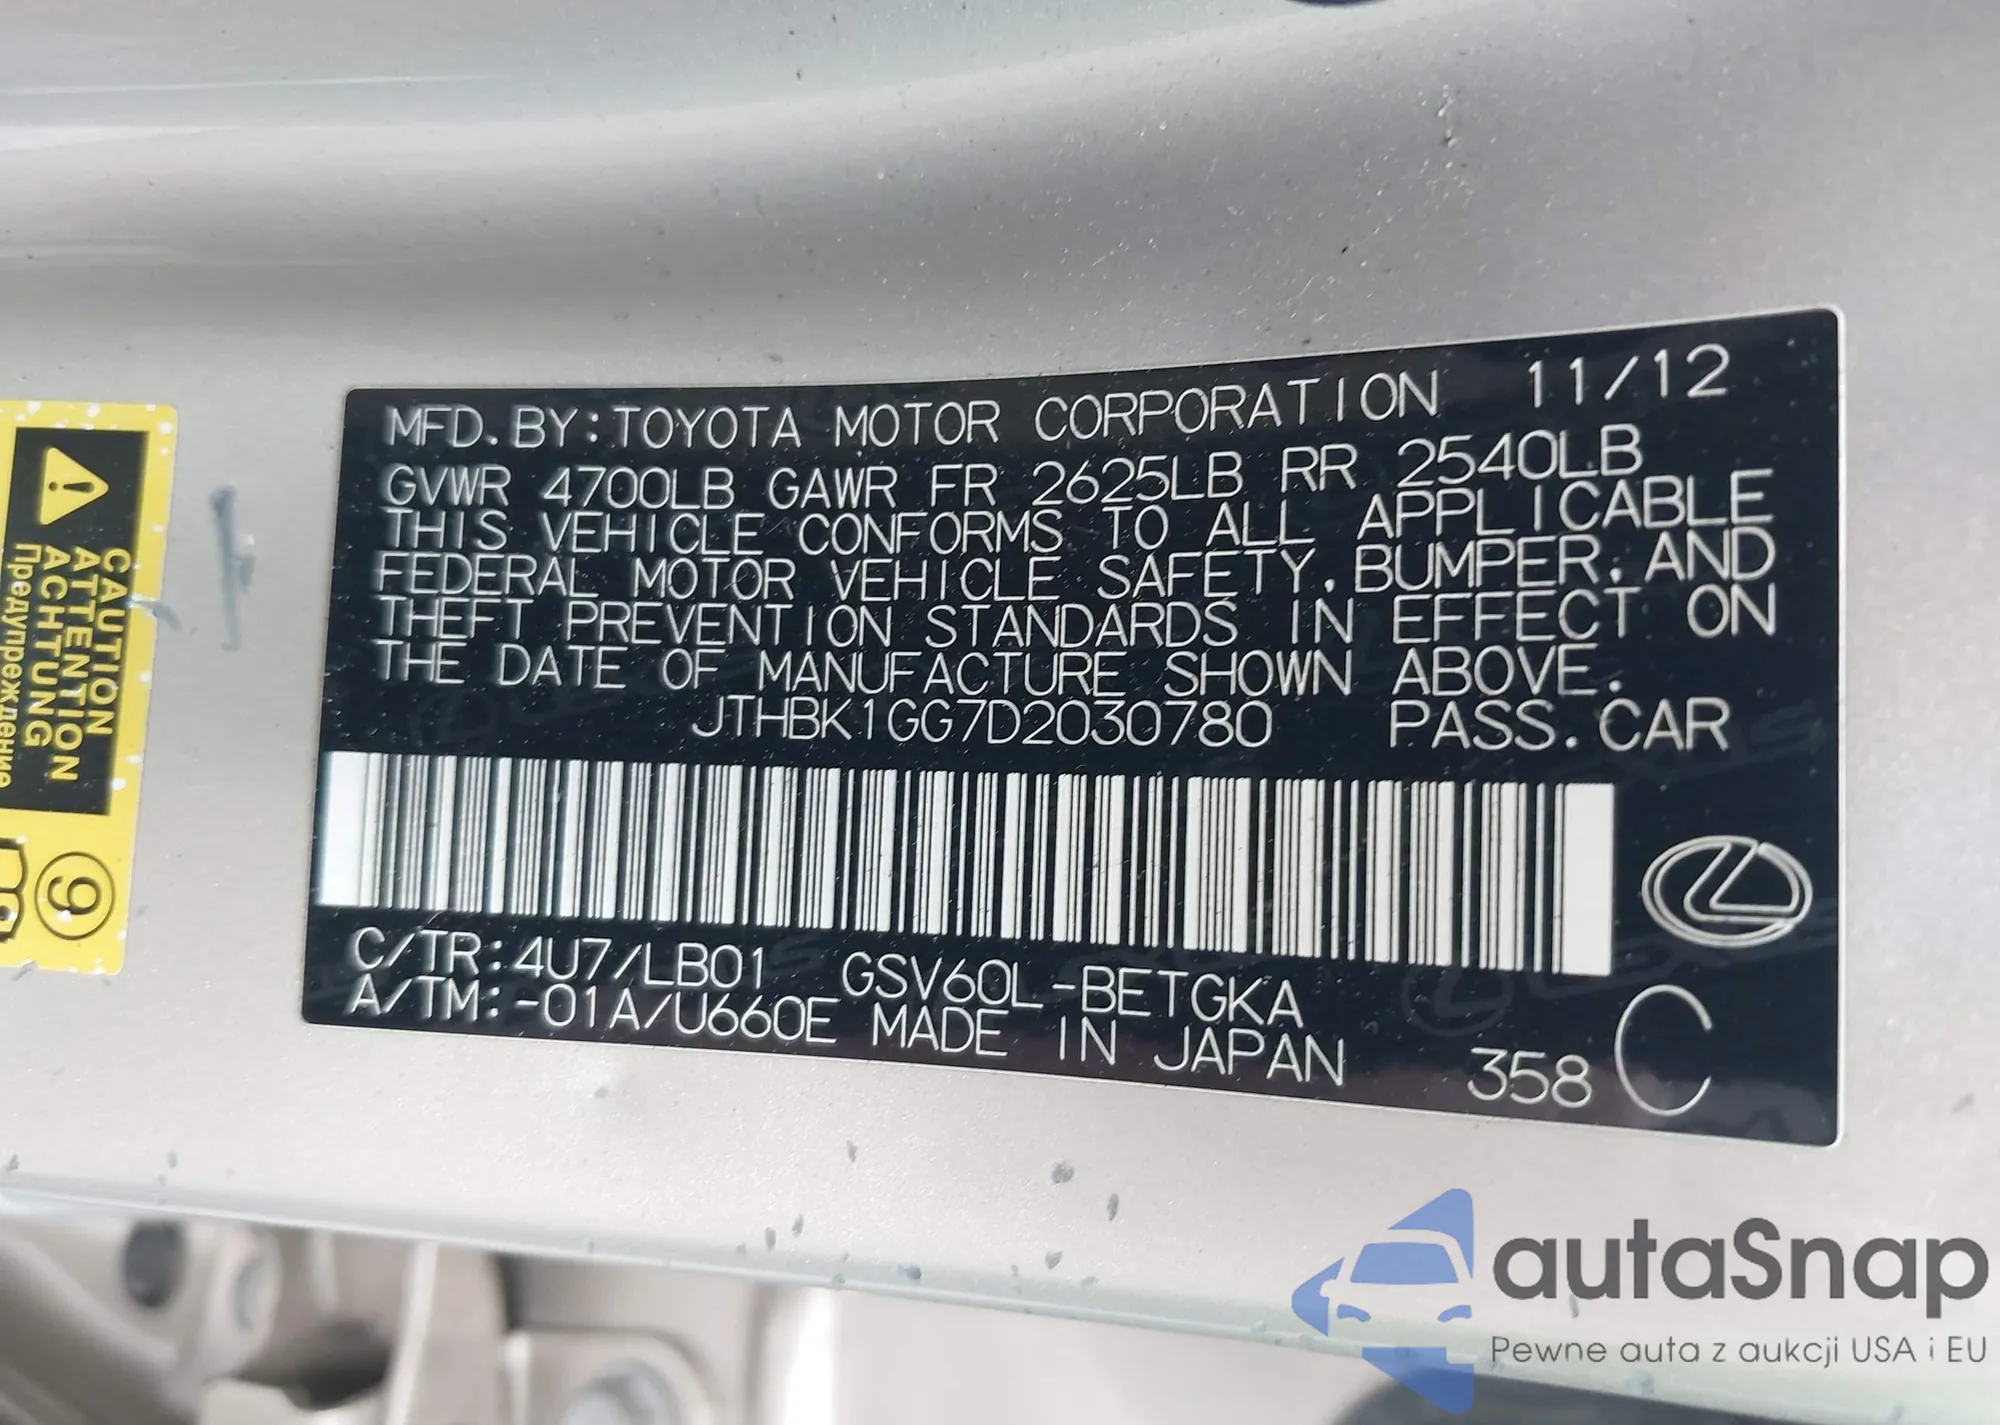 MFD. BY: TOYOTA MOTOR CORPORATION 11/12
GVWR 4700LB GAWR FR 2625LB RR 2540LB
THIS VEHICLE CONFORMS TO ALL APPLICABLE
FEDERAL MOTOR VEHICLE SAFETY, BUMPER, AND
THEFT PREVENTION STANDARDS IN EFFECT ON
THE DATE OF MANUFACTURE SHOWN ABOVE.
JTHBK1GG7D2030780 PASS. CAR
C/TR: 4U7/LB01 GSV60L-BETGKA
A/TM: -01A/U660E MADE IN JAPAN
358 C
CAUTION
ATTENTION
ACHTUNG
Предупреждение
9
autaSnap
Pewne auta z aukcji USA i EU